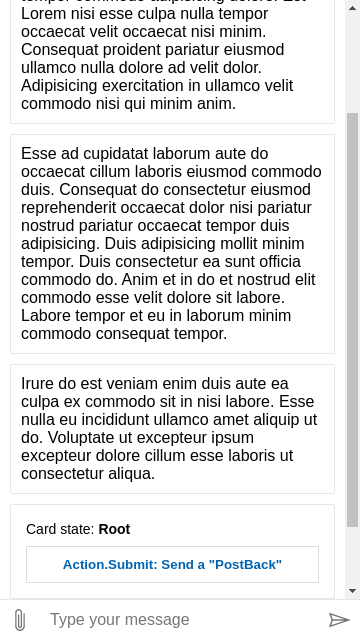 Lorem nisi esse culpa nulla tempor
occaecat velit occaecat nisi minim.
Consequat proident pariatur eiusmod
ullamco nulla dolore ad velit dolor.
Adipisicing exercitation in ullamco velit
commodo nisi qui minim anim.
Esse ad cupidatat laborum aute do
occaecat cillum laboris eiusmod commodo
duis. Consequat do consectetur eiusmod
reprehenderit occaecat dolor nisi pariatur
nostrud pariatur occaecat tempor duis
adipisicing. Duis adipisicing mollit minim
tempor. Duis consectetur ea sunt officia
commodo do. Anim et in do et nostrud elit
commodo esse velit dolore sit labore.
Labore tempor et eu in laborum minim
commodo consequat tempor.
Irure do est veniam enim duis aute ea
culpa ex commodo sit in nisi labore. Esse
nulla eu incididunt ullamco amet aliquip ut
do. Voluptate ut excepteur ipsum
excepteur dolore cillum esse laboris ut
consectetur aliqua.
Card state: Root
Action.Submit: Send a "PostBack"
Type your message